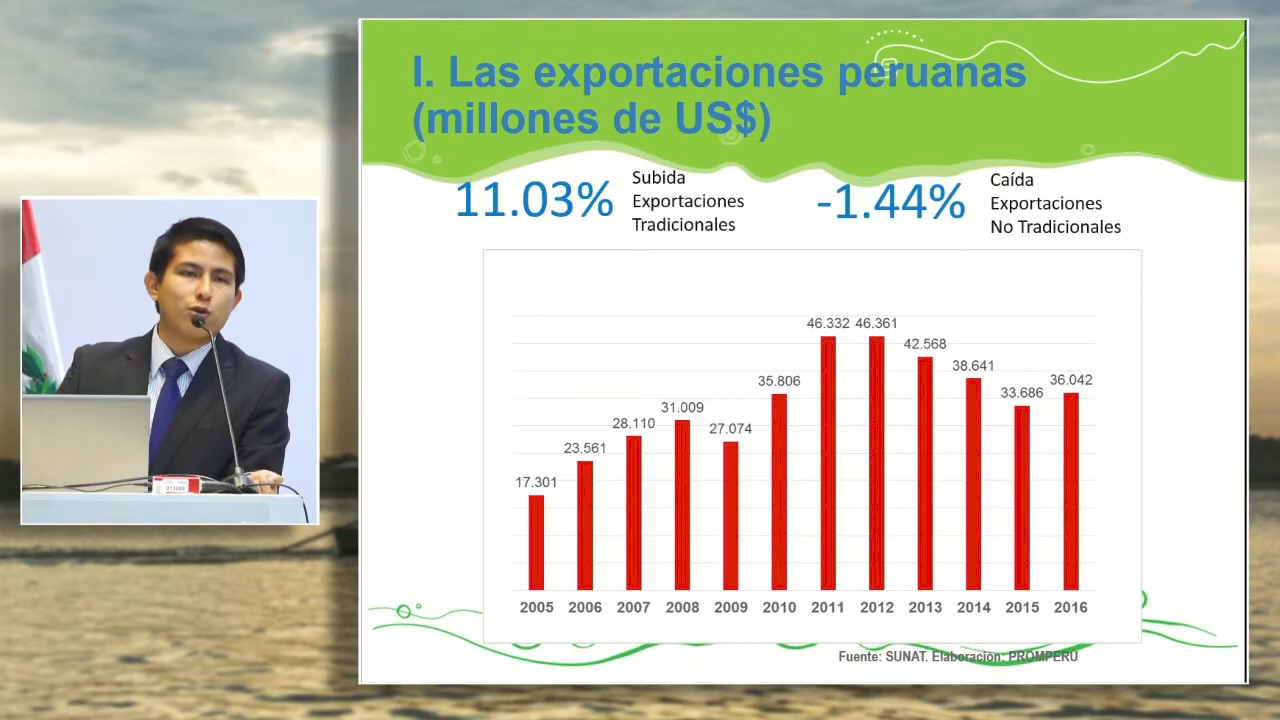 I. Las exportaciones peruanas
(millones de US$)
11.03%
Subida
Exportaciones
Tradicionales
-1.44%
Caída
Exportaciones
No Tradicionales
17.301
23.561
28.110
31.009
27.074
35.806
46.332
46.361
42.568
38.641
33.686
36.042
2005 2006 2007 2008 2009 2010 2011 2012 2013 2014 2015 2016
Fuente: SUNAT. Elaboración: PROMPERÚ